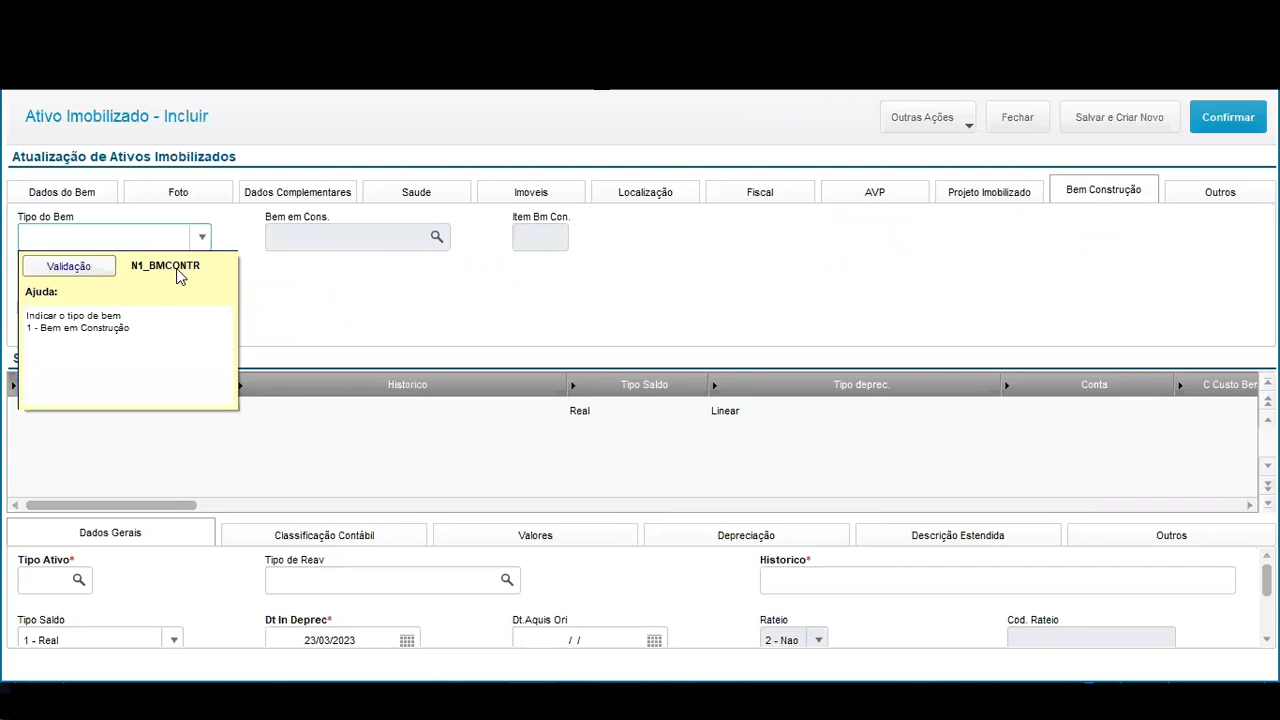 Ativo Imobilizado - Incluir
Outras Ações
Fechar
Salvar e Criar Novo
Confirmar
Atualização de Ativos Imobilizados
Dados do Bem
Foto
Dados Complementares
Saude
Imoveis
Localização
Fiscal
AVP
Projeto Imobilizado
Bem Construção
Outros
Tipo do Bem
Bem em Cons.
Item Bm Con.
Validação
N1_BMCONTR
Ajuda:
Indicar o tipo de bem
1 - Bem em Construção
Historico
Tipo Saldo
Tipo deprec.
Conta
C Custo Ber
Real
Linear
Dados Gerais
Classificação Contábil
Valores
Depreciação
Descrição Estendida
Outros
Tipo Ativo*
Tipo de Reav
Historico*
Tipo Saldo
Dt In Deprec*
Dt.Aquis Ori
Rateio
Cod. Rateio
1 - Real
23/03/2023
/ /
2 - Nao